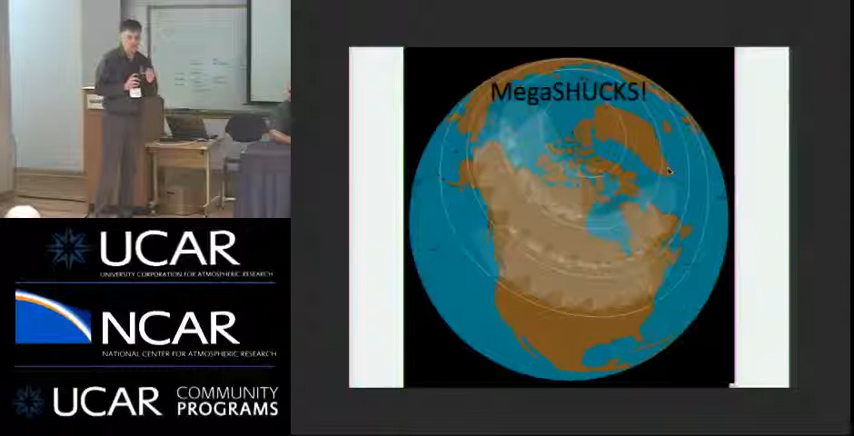 MegaSHUCKS!
UCAR
UNIVERSITY CORPORATION FOR ATMOSPHERIC RESEARCH
NCAR
NATIONAL CENTER FOR ATMOSPHERIC RESEARCH
UCAR COMMUNITY
PROGRAMS